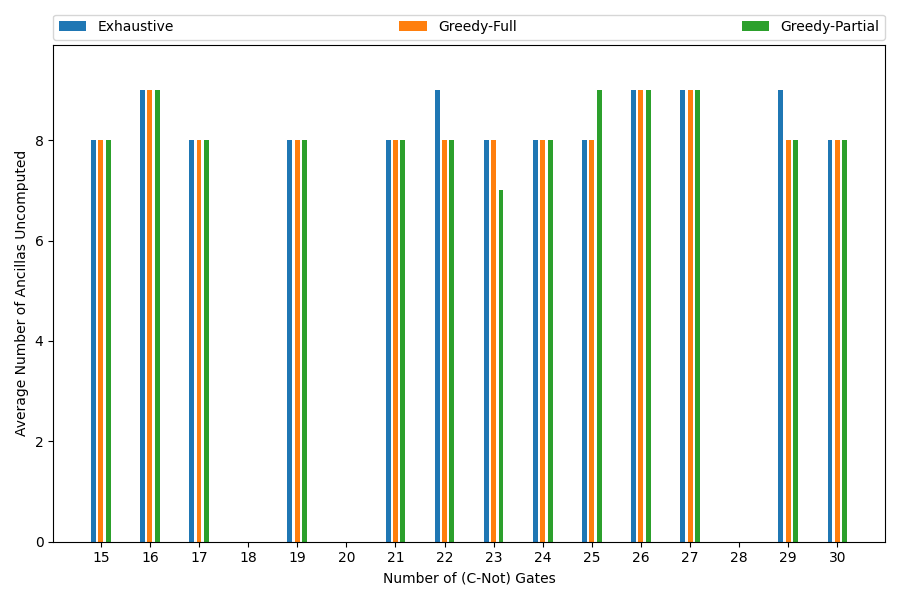 Exhaustive Greedy-Full Greedy-Partial
8
6
4
2
0
Average Number of Ancillas Uncomputed
15 16 17 18 19 20 21 22 23 24 25 26 27 28 29 30
Number of (C-Not) Gates